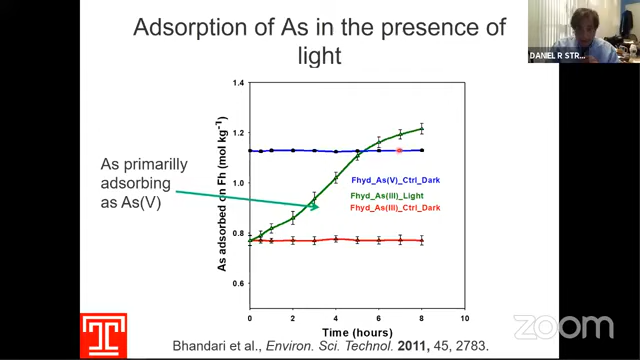 Adsorption of As in the presence of
light
DANIEL R STR...
As primarilly
adsorbing
as As(V)
As adsorbed on Fh (mol kg⁻¹)
1.4
1.2
1.0
0.8
0.6
Fhyd_As(V)_Ctrl_Dark
Fhyd_As(III)_Light
Fhyd_As(III)_Ctrl_Dark
0 2 4 6 8 10
Time (hours)
Bhandari et al., Environ. Sci. Technol. 2011, 45, 2783.
T
zoom